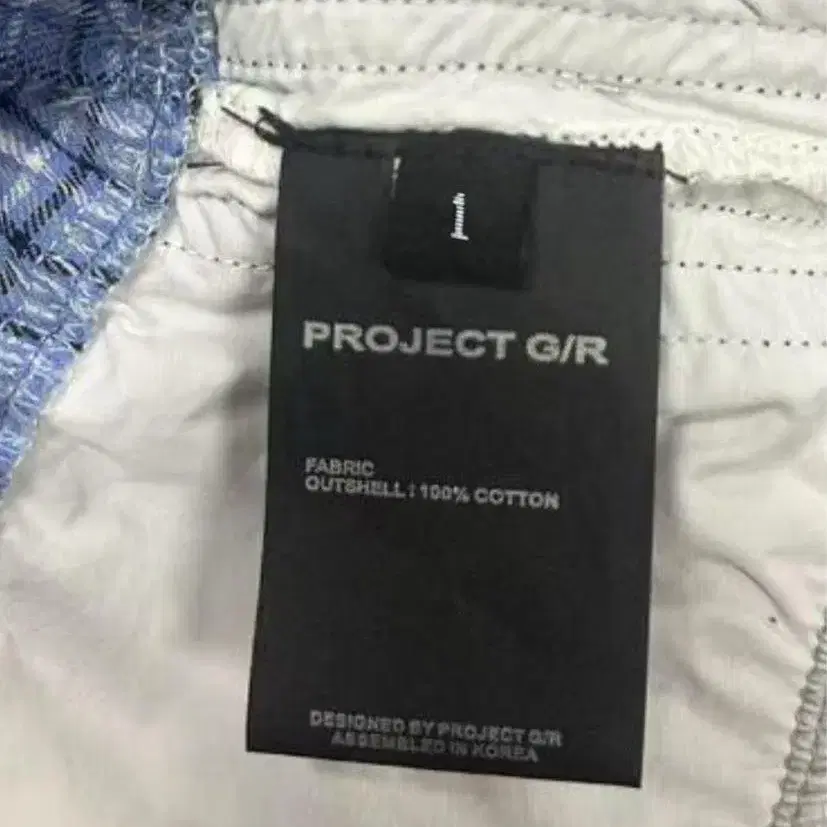 1
PROJECT G/R
FABRIC
OUTSHELL : 100% COTTON
DESIGNED BY PROJECT G/R
ASSEMBLED IN KOREA